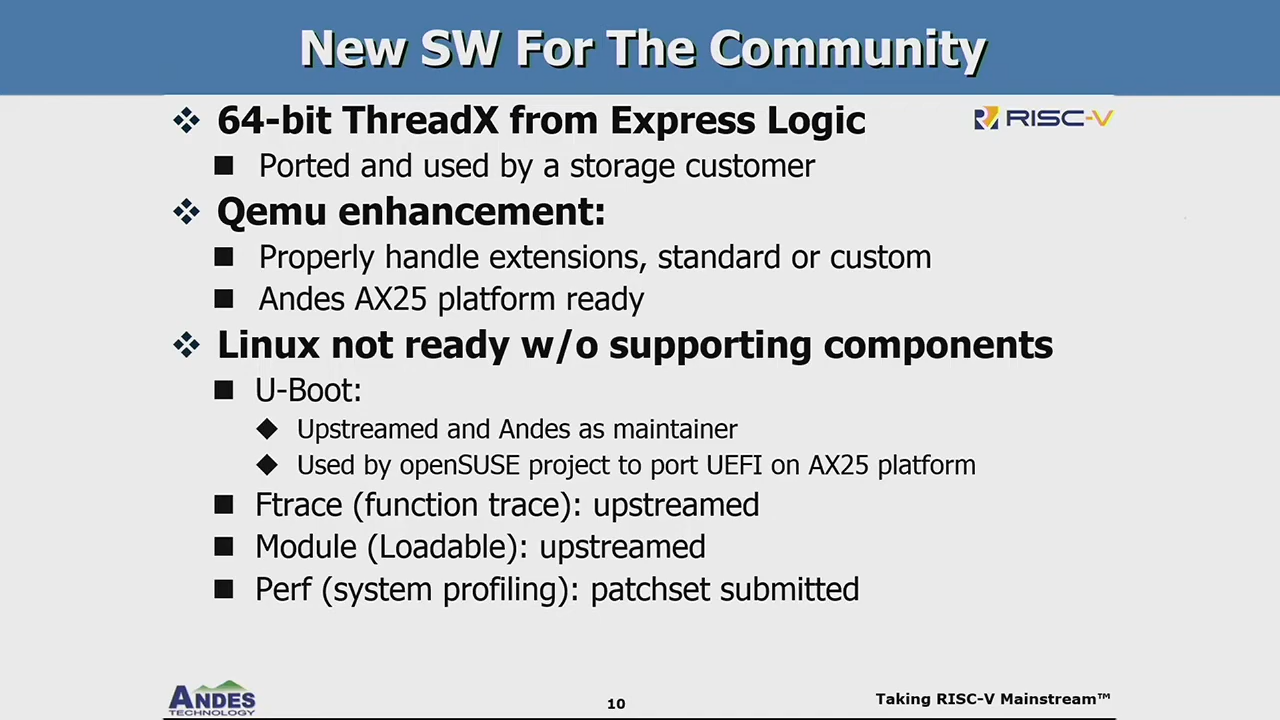 New SW For The Community
64-bit ThreadX from Express Logic
RISC-V
Ported and used by a storage customer
Qemu enhancement:
Properly handle extensions, standard or custom
Andes AX25 platform ready
Linux not ready w/o supporting components
U-Boot:
Upstreamed and Andes as maintainer
Used by openSUSE project to port UEFI on AX25 platform
Ftrace (function trace): upstreamed
Module (Loadable): upstreamed
Perf (system profiling): patchset submitted
ANDES
TECHNOLOGY
10
Taking RISC-V Mainstream™